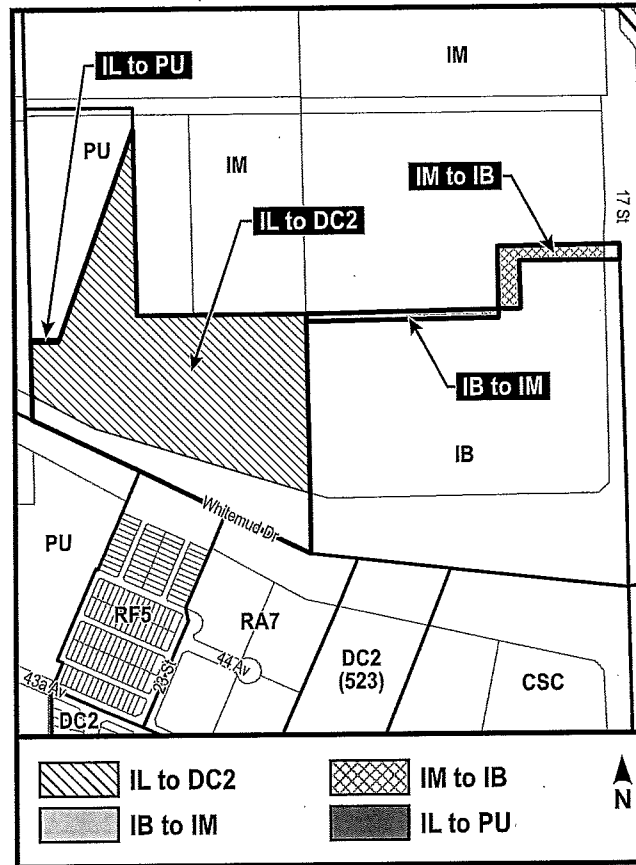 IL to PU
IM
IM
PU
IM
IM to IB
17 St
IL to DC2
IB to IM
IB
Whitemud Dr
PU
RF5
RA7
44 Av
23 St
DC2
(523)
CSC
43a Av
DC2
IL to DC2
IM to IB
IB to IM
IL to PU
N